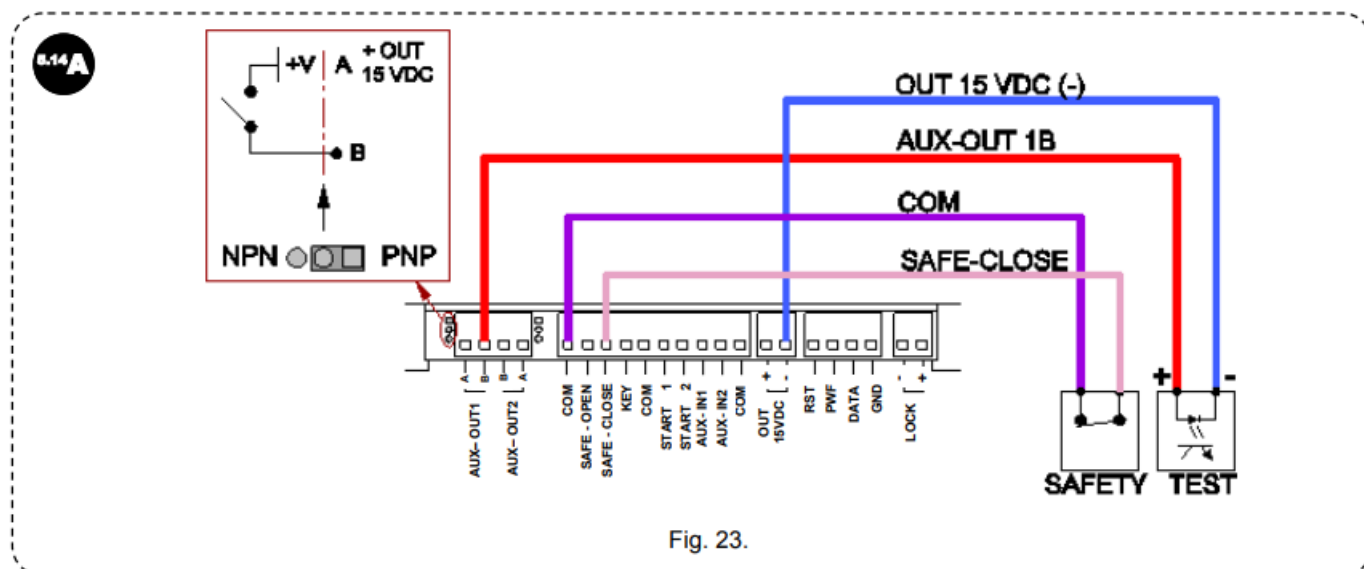 8.14A
+V A + OUT
15 VDC
B
NPN PNP
OUT 15 VDC (-)
AUX-OUT 1B
COM
SAFE-CLOSE
A
B
B
A
AUX– OUT1
AUX– OUT2
COM
SAFE - OPEN
SAFE - CLOSE
KEY
COM
START 1
START 2
AUX- IN1
AUX- IN2
COM
+
-
OUT
15VDC
RST
PWF
DATA
GND
-
+
LOCK
+ -
SAFETY TEST
Fig. 23.